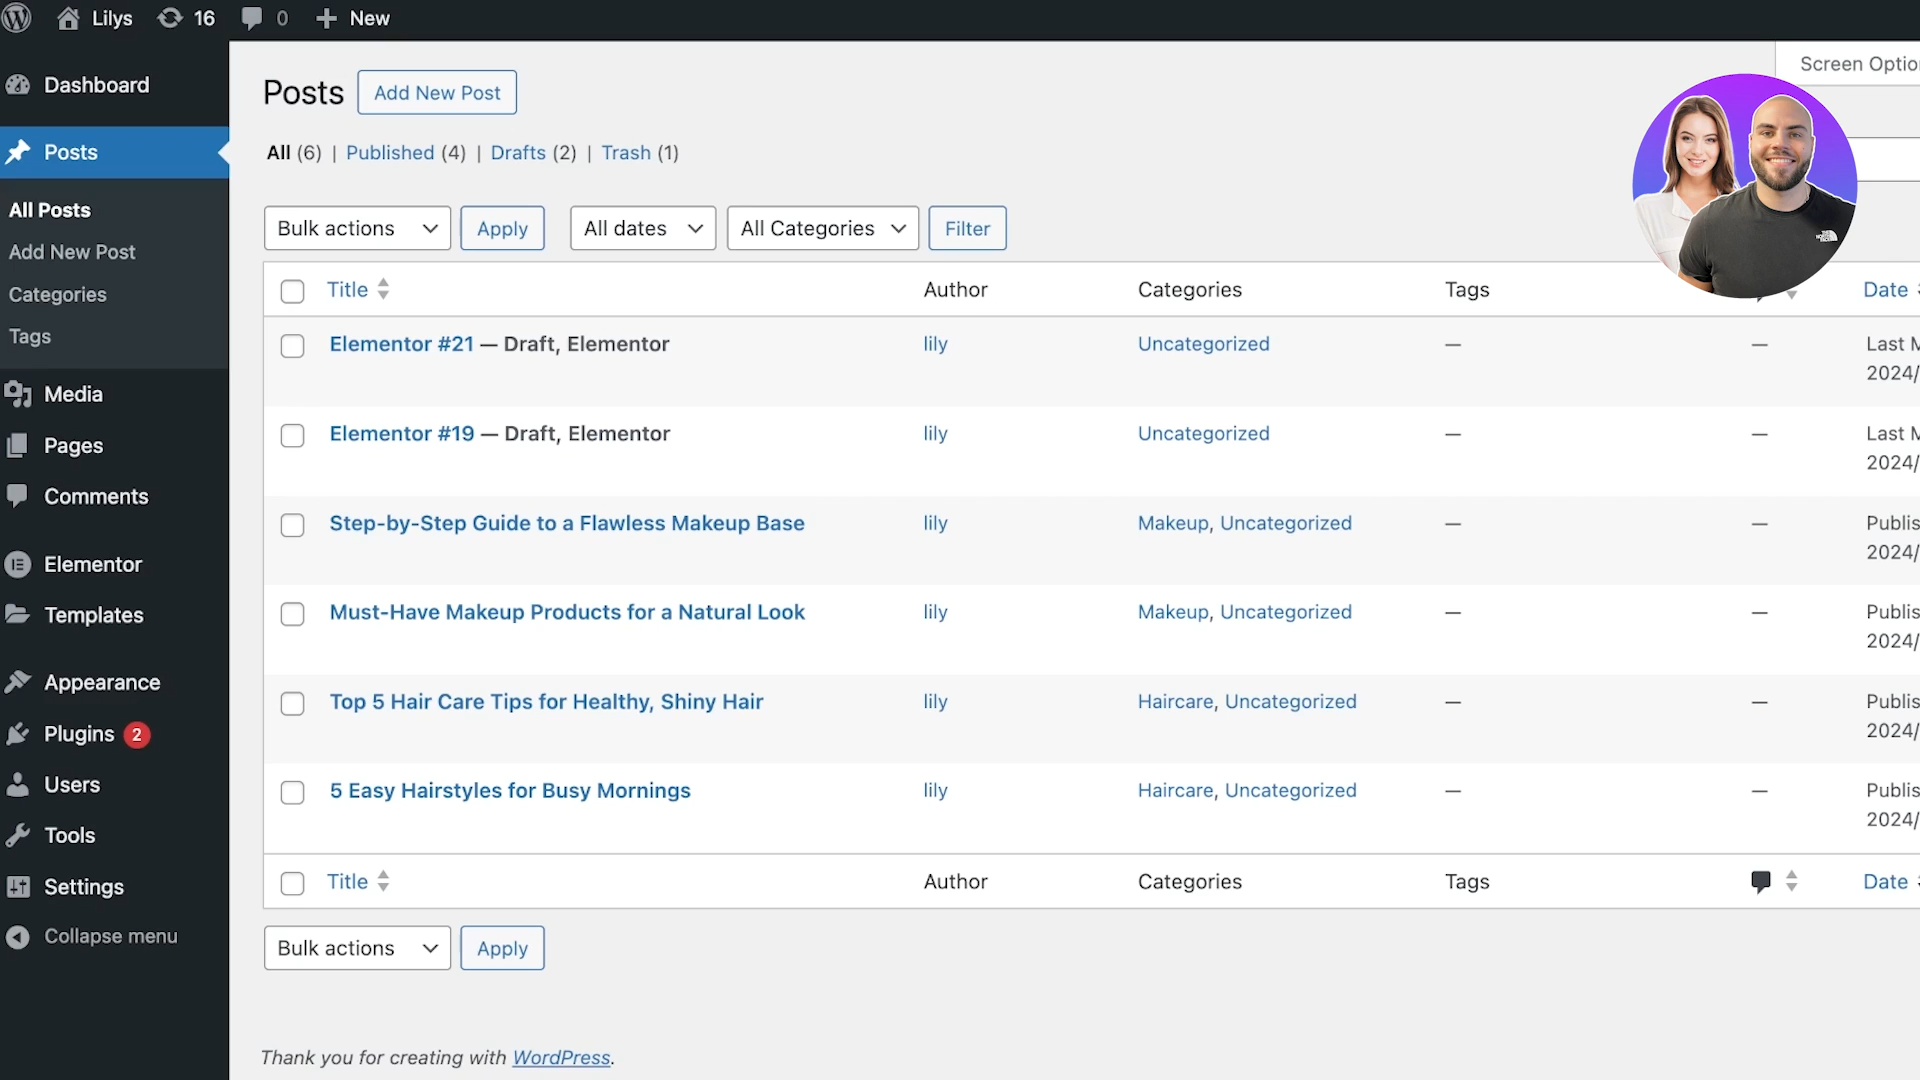 Lilys 16 0 New
Dashboard
Posts
All Posts
Add New Post
Categories
Tags
Media
Pages
Comments
Elementor
Templates
Appearance
Plugins 2
Users
Tools
Settings
Collapse menu
Screen Optio
Posts Add New Post
All (6) | Published (4) | Drafts (2) | Trash (1)
Bulk actions Apply All dates All Categories Filter
Title Author Categories Tags Date
Elementor #21 — Draft, Elementor lily Uncategorized — — Last M
2024/
Elementor #19 — Draft, Elementor lily Uncategorized — — Last M
2024/
Step-by-Step Guide to a Flawless Makeup Base lily Makeup, Uncategorized — — Publis
2024/
Must-Have Makeup Products for a Natural Look lily Makeup, Uncategorized — — Publis
2024/
Top 5 Hair Care Tips for Healthy, Shiny Hair lily Haircare, Uncategorized — — Publis
2024/
5 Easy Hairstyles for Busy Mornings lily Haircare, Uncategorized — — Publis
2024/
Title Author Categories Tags Date
Bulk actions Apply
Thank you for creating with WordPress.